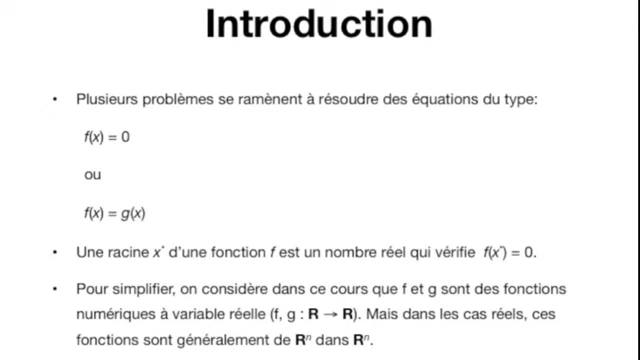 Introduction
• Plusieurs problèmes se ramènent à résoudre des équations du type:
f(x) = 0
ou
f(x) = g(x)
• Une racine x* d'une fonction f est un nombre réel qui vérifie f(x*) = 0.
• Pour simplifier, on considère dans ce cours que f et g sont des fonctions
numériques à variable réelle (f, g : R → R). Mais dans les cas réels, ces
fonctions sont généralement de Rⁿ dans Rⁿ.